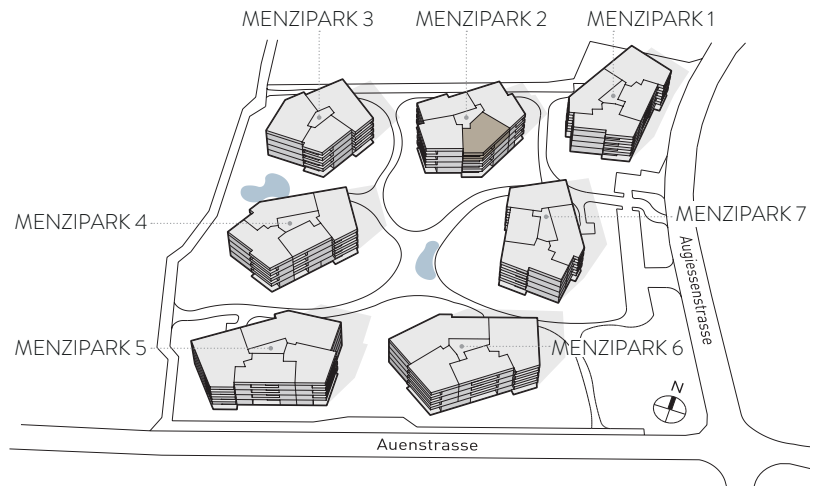 MENZIPARK 3
MENZIPARK 2
MENZIPARK 1
MENZIPARK 4
MENZIPARK 7
Augiessenstrasse
MENZIPARK 5
MENZIPARK 6
N
Auenstrasse